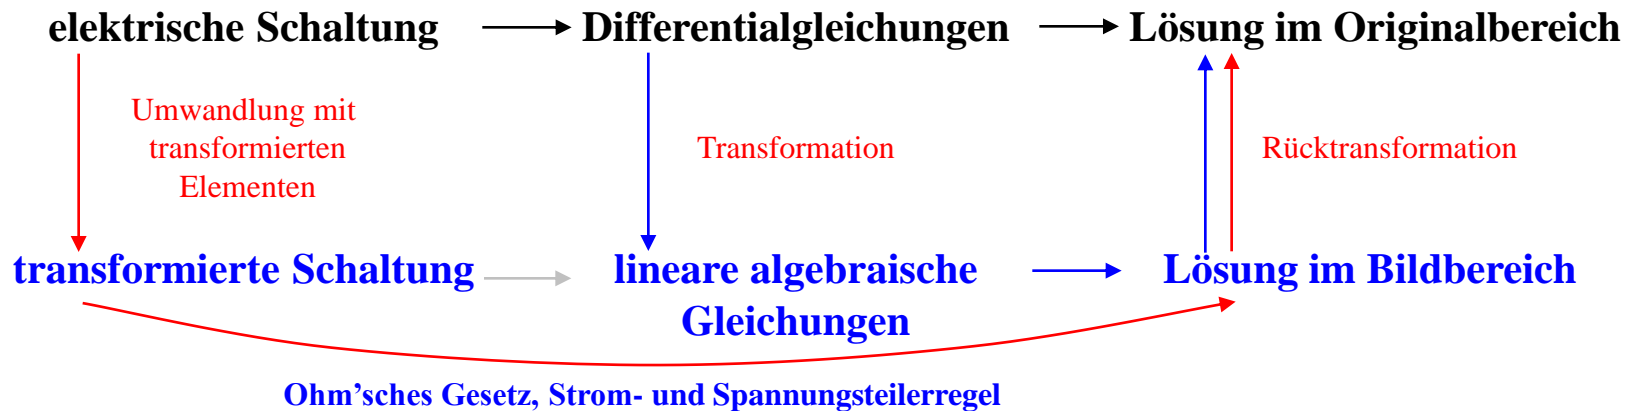 elektrische Schaltung Differentialgleichungen Lösung im Originalbereich
Umwandlung mit
transformierten
Elementen
Transformation
Rücktransformation
transformierte Schaltung lineare algebraische Lösung im Bildbereich
Gleichungen
Ohm’sches Gesetz, Strom- und Spannungsteilerregel